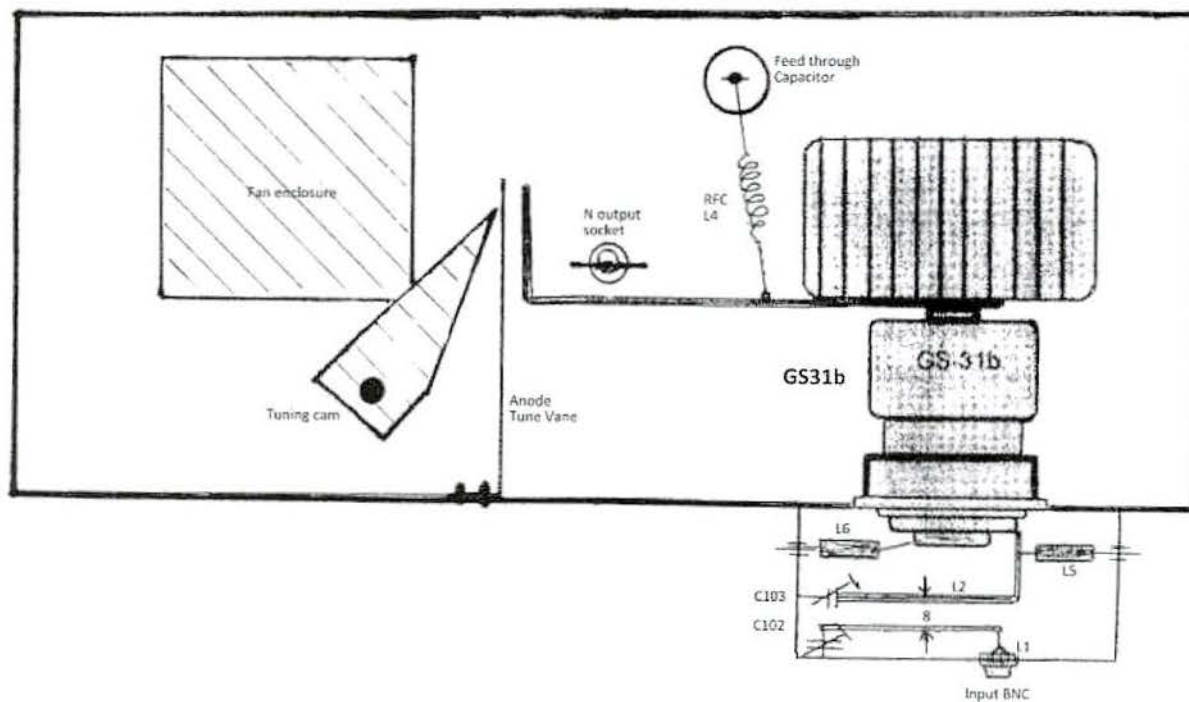 Feed through
Capacitor
Fan enclosure
RFC
L4
N output
socket
GS-31b
GS31b
Tuning cam
Anode
Tune Vane
L6
L5
C103
L2
8
C102
L1
Input BNC